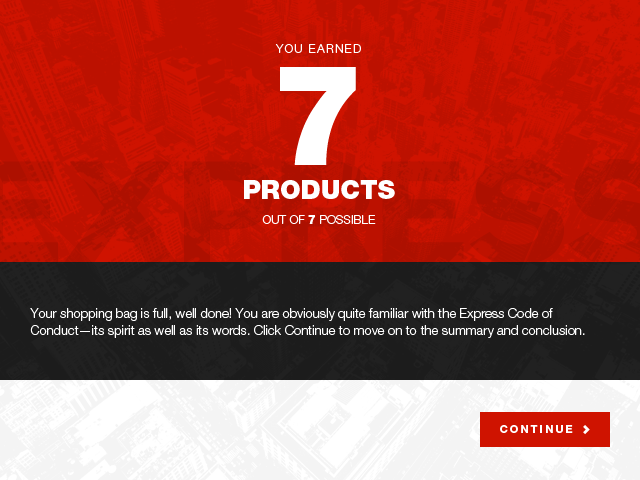 YOU EARNED
7
PRODUCTS
OUT OF 7 POSSIBLE
EXPRESS
Your shopping bag is full, well done! You are obviously quite familiar with the Express Code of
Conduct—its spirit as well as its words. Click Continue to move on to the summary and conclusion.
CONTINUE